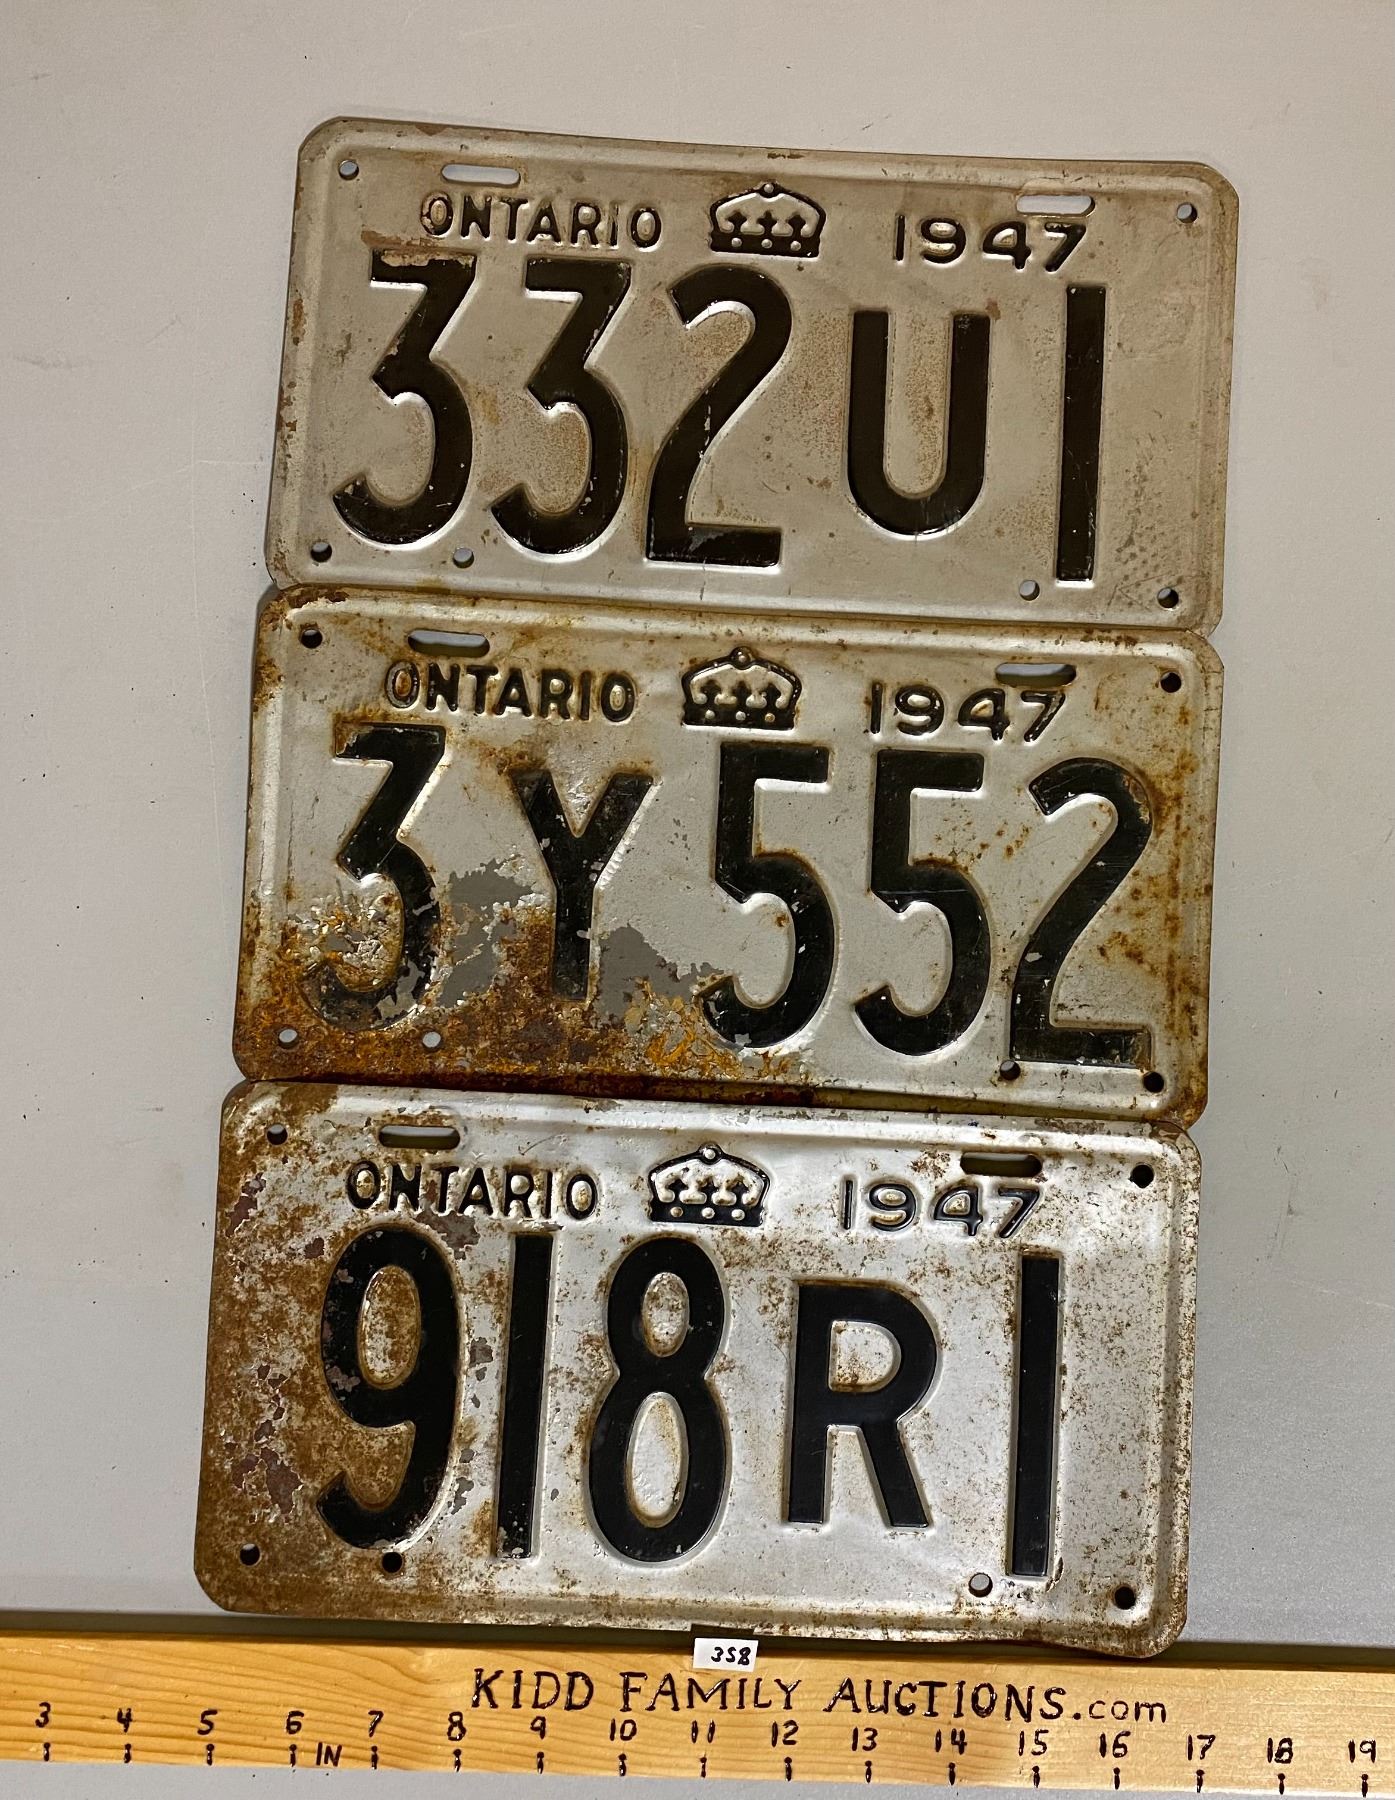 ONTARIO 1947
332U1
ONTARIO 1947
3Y552
ONTARIO 1947
918R1
358
KIDD FAMILY AUCTIONS.com
3 4 5 6 IN 7 8 9 10 11 12 13 14 15 16 17 18 19